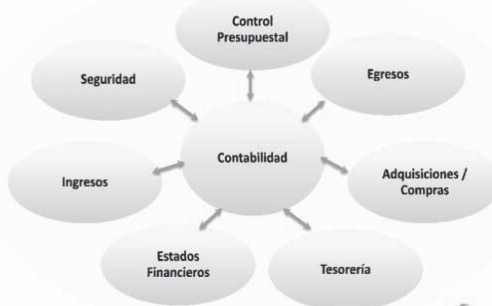 Control
Presupuestal
Seguridad
Egresos
Contabilidad
Ingresos
Adquisiciones /
Compras
Estados
Financieros
Tesorería